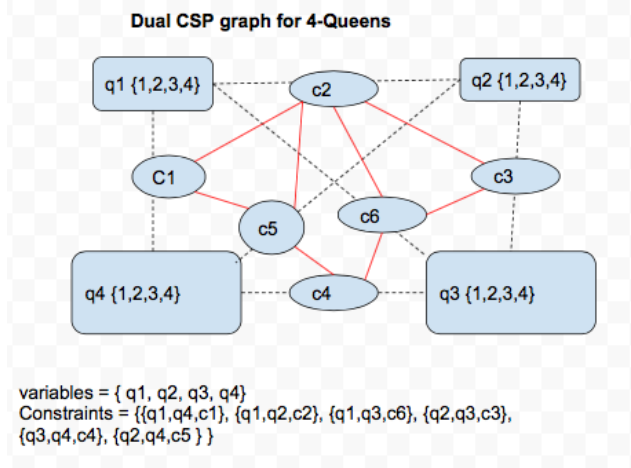 Dual CSP graph for 4-Queens
q1 {1,2,3,4}
c2
q2 {1,2,3,4}
C1
c3
c5
c6
q4 {1,2,3,4}
c4
q3 {1,2,3,4}
variables = { q1, q2, q3, q4}
Constraints = {{q1,q4,c1}, {q1,q2,c2}, {q1,q3,c6}, {q2,q3,c3},
{q3,q4,c4}, {q2,q4,c5 } }